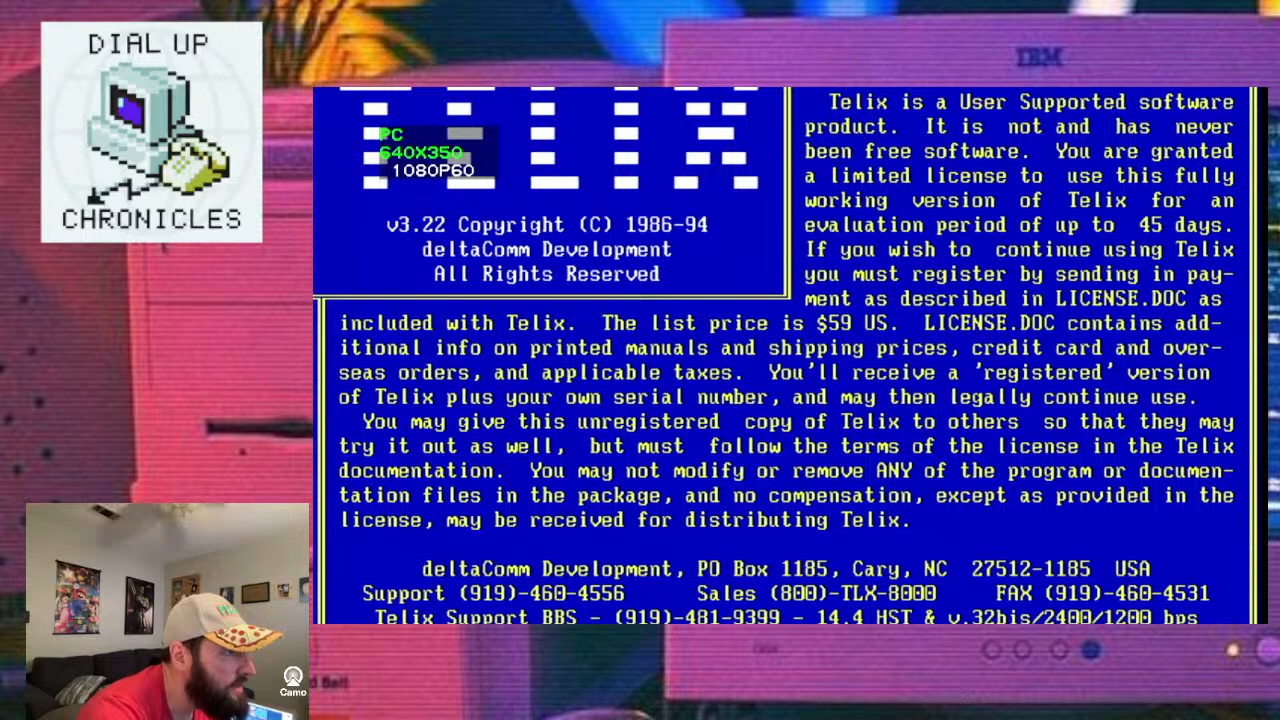 DIAL UP
CHRONICLES
IBM
PC
640X350
1080P60
v3.22 Copyright (C) 1986-94
deltaComm Development
All Rights Reserved
Telix is a User Supported software
product. It is not and has never
been free software. You are granted
a limited license to use this fully
working version of Telix for an
evaluation period of up to 45 days.
If you wish to continue using Telix
you must register by sending in pay-
ment as described in LICENSE.DOC as
included with Telix. The list price is $59 US. LICENSE.DOC contains add-
itional info on printed manuals and shipping prices, credit card and over-
seas orders, and applicable taxes. You'll receive a 'registered' version
of Telix plus your own serial number, and may then legally continue use.
You may give this unregistered copy of Telix to others so that they may
try it out as well, but must follow the terms of the license in the Telix
documentation. You may not modify or remove ANY of the program or documen-
tation files in the package, and no compensation, except as provided in the
license, may be received for distributing Telix.
deltaComm Development, PO Box 1185, Cary, NC 27512-1185 USA
Support (919)-460-4556 Sales (800)-TLX-8000 FAX (919)-460-4531
Telix Support BBS - (919)-481-9399 - 14.4 HST & v.32bis/2400/1200 bps
Camo
Bell